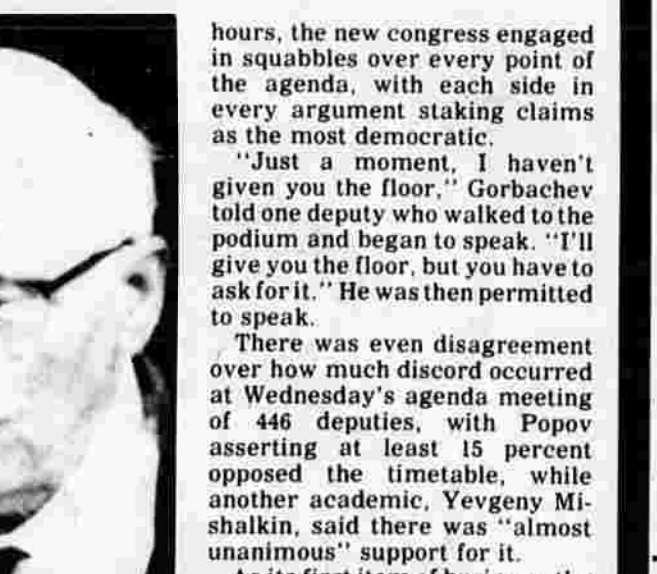 hours, the new congress engaged
in squabbles over every point of
the agenda, with each side in
every argument staking claims
as the most democratic.
"Just a moment, I haven't
given you the floor," Gorbachev
told one deputy who walked to the
podium and began to speak. "I'll
give you the floor, but you have to
ask for it." He was then permitted
to speak.
There was even disagreement
over how much discord occurred
at Wednesday's agenda meeting
of 446 deputies, with Popov
asserting at least 15 percent
opposed the timetable, while
another academic, Yevgeny Mi-
shalkin, said there was "almost
unanimous" support for it.
As its first item of